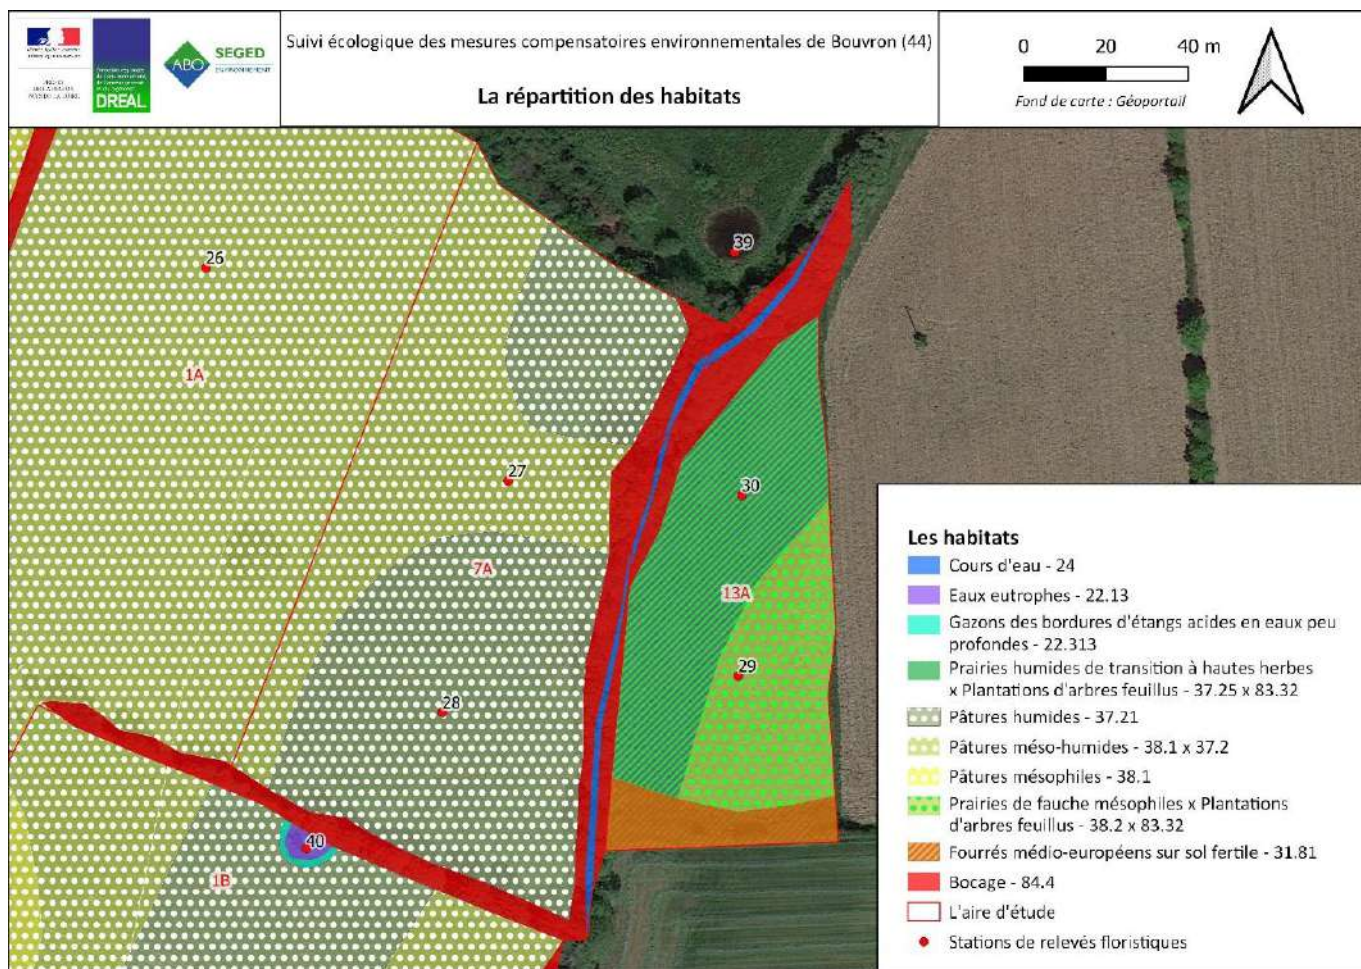 DREAL
ABO
SEGED
ENVIRONNEMENT
Suivi écologique des mesures compensatoires environnementales de Bouvron (44)
La répartition des habitats
0 20 40 m
Fond de carte : Géoportail
39
26
1A
27
30
7A
13A
29
28
40
1B
Les habitats
Cours d'eau - 24
Eaux eutrophes - 22.13
Gazons des bordures d'étangs acides en eaux peu
profondes - 22.313
Prairies humides de transition à hautes herbes
x Plantations d'arbres feuillus - 37.25 x 83.32
Pâtures humides - 37.21
Pâtures méso-humides - 38.1 x 37.2
Pâtures mésophiles - 38.1
Prairies de fauche mésophiles x Plantations
d'arbres feuillus - 38.2 x 83.32
Fourrés médio-européens sur sol fertile - 31.81
Bocage - 84.4
L'aire d'étude
Stations de relevés floristiques